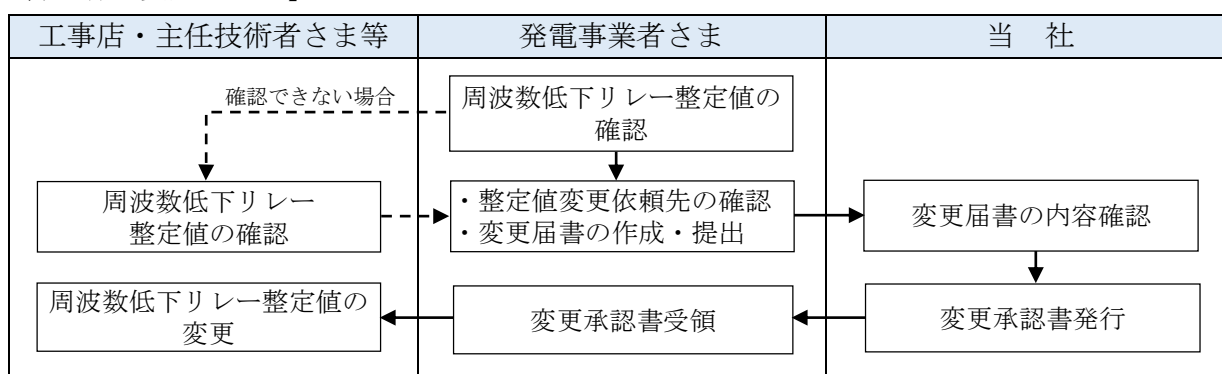 工事店・主任技術者さま等
発電事業者さま
当 社
確認できない場合
周波数低下リレー整定値の
確認
周波数低下リレー
整定値の確認
・整定値変更依頼先の確認
・変更届書の作成・提出
変更届書の内容確認
周波数低下リレー整定値の
変更
変更承認書受領
変更承認書発行